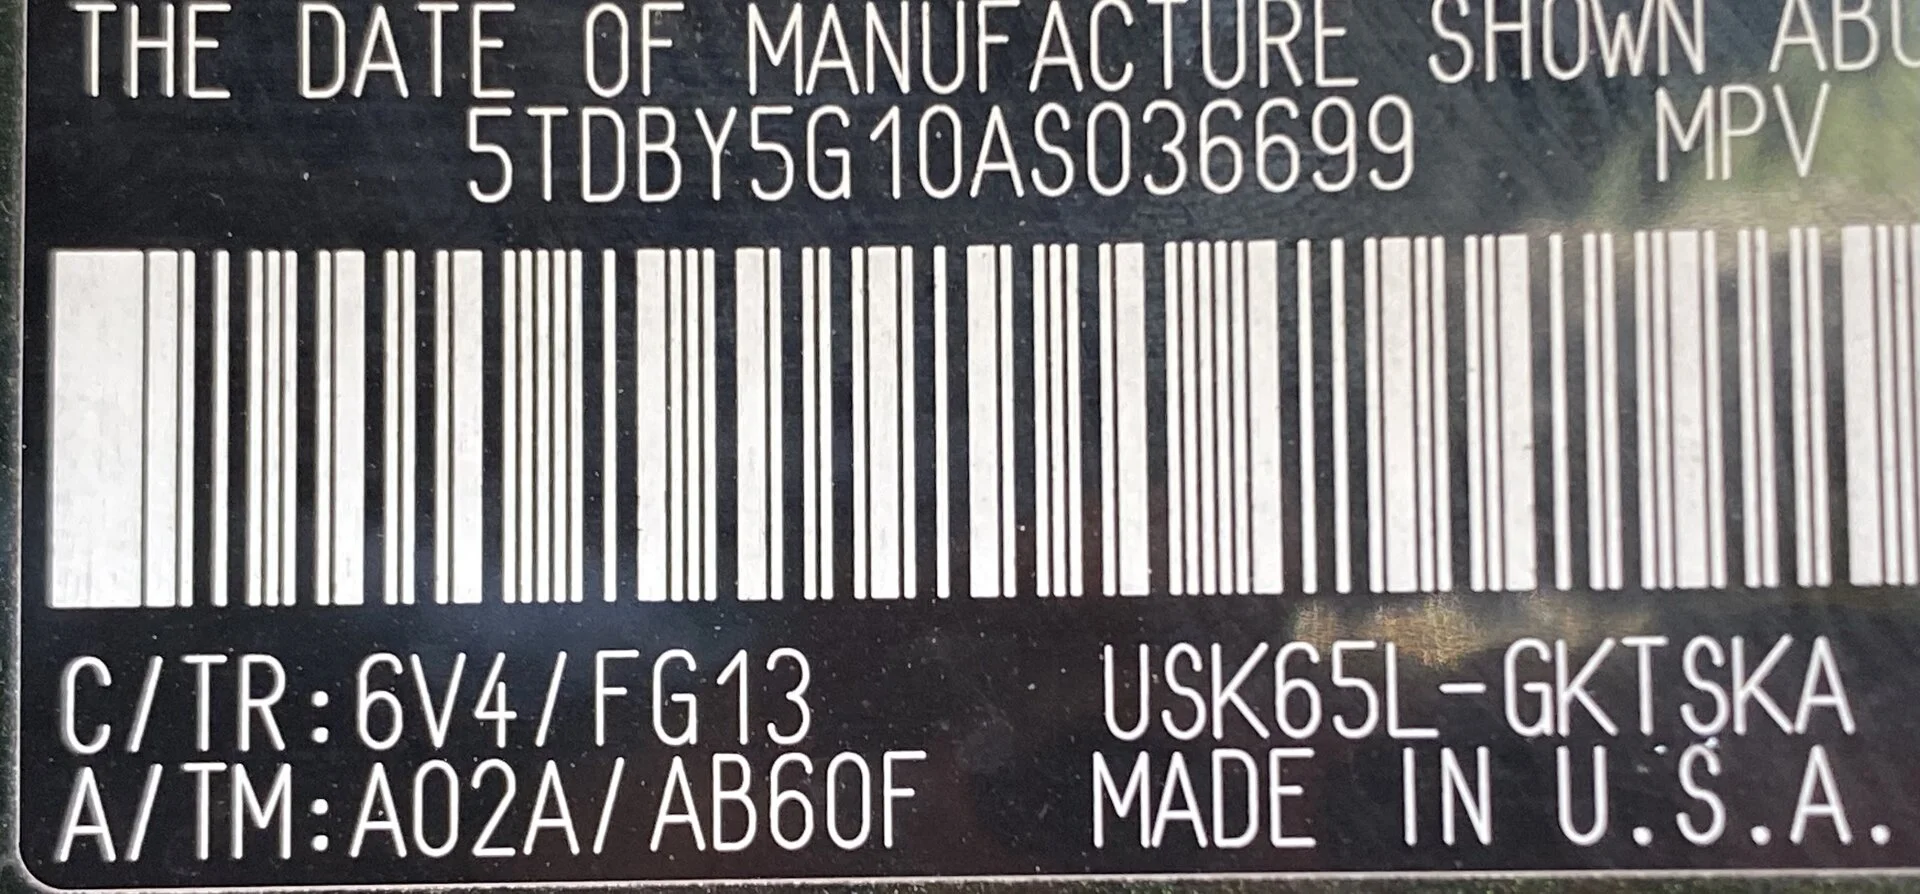 THE DATE OF MANUFACTURE SHOWN
5TDBY5G10AS036699 MPV
C/TR:6V4/FG13 USK65L-GKTSKA
A/TM:A02A/AB60F MADE IN U.S.A.